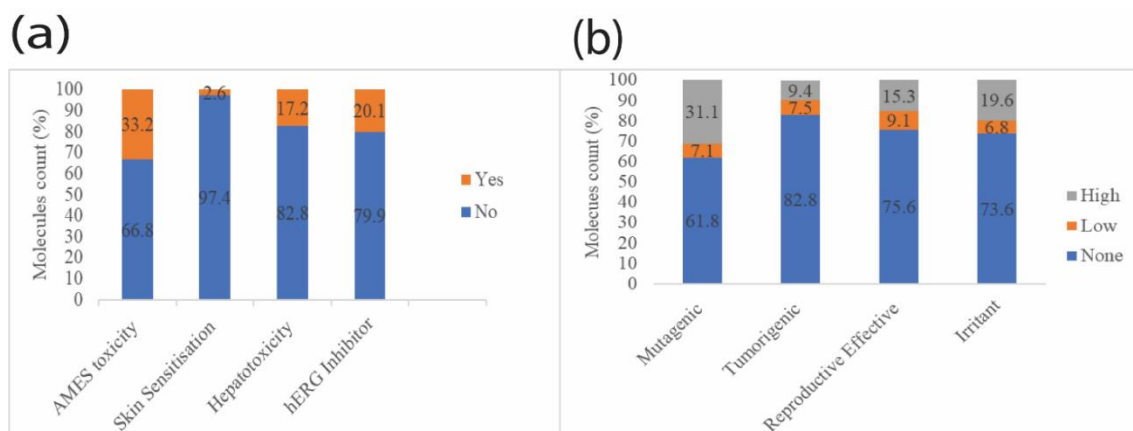 (a)
Molecules count (%)
100
90
80
70
60
50
40
30
20
10
0
33.2
66.8
2.6
97.4
17.2
82.8
20.1
79.9
Yes
No
AMES toxicity
Skin Sensitisation
Hepatotoxicity
hERG Inhibitor
(b)
Molecues count (%)
100
90
80
70
60
50
40
30
20
10
0
31.1
7.1
61.8
9.4
7.5
82.8
15.3
9.1
75.6
19.6
6.8
73.6
High
Low
None
Mutagenic
Tumorigenic
Reproductive Effective
Irritant